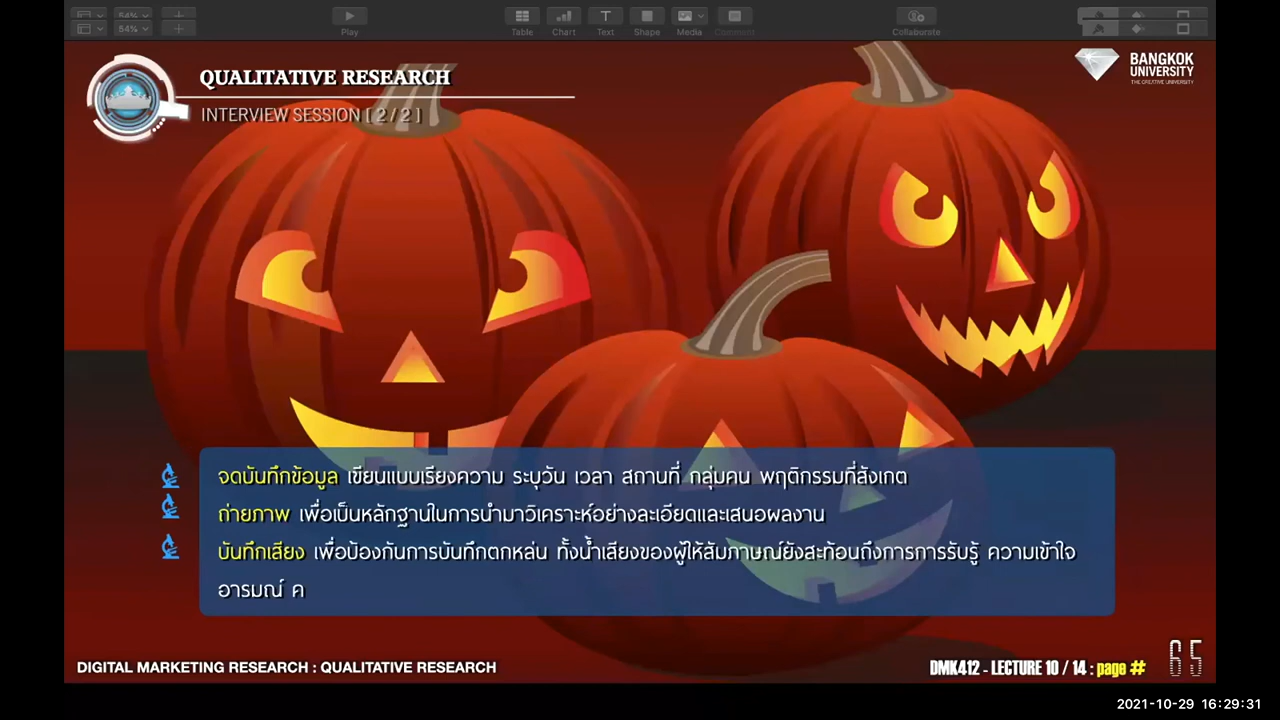 54%
54%
Play
Table
Chart
Text
Shape
Media
Comment
Collaborate
QUALITATIVE RESEARCH
INTERVIEW SESSION [ 2 / 2 ]
BANGKOK
UNIVERSITY
THE CREATIVE UNIVERSITY
จดบันทึกข้อมูล เขียนแบบเรียงความ ระบุวัน เวลา สถานที่ กลุ่มคน พฤติกรรมที่สังเกต
ถ่ายภาพ เพื่อเป็นหลักฐานในการนำมาวิเคราะห์อย่างละเอียดและเสนอผลงาน
บันทึกเสียง เพื่อป้องกันการบันทึกตกหล่น ทั้งน้ำเสียงของผู้ให้สัมภาษณ์ยังสะท้อนถึงการการรับรู้ ความเข้าใจ
อารมณ์ ค
DIGITAL MARKETING RESEARCH : QUALITATIVE RESEARCH
DMK412 - LECTURE 10 / 14 : page # 65
2021-10-29 16:29:31